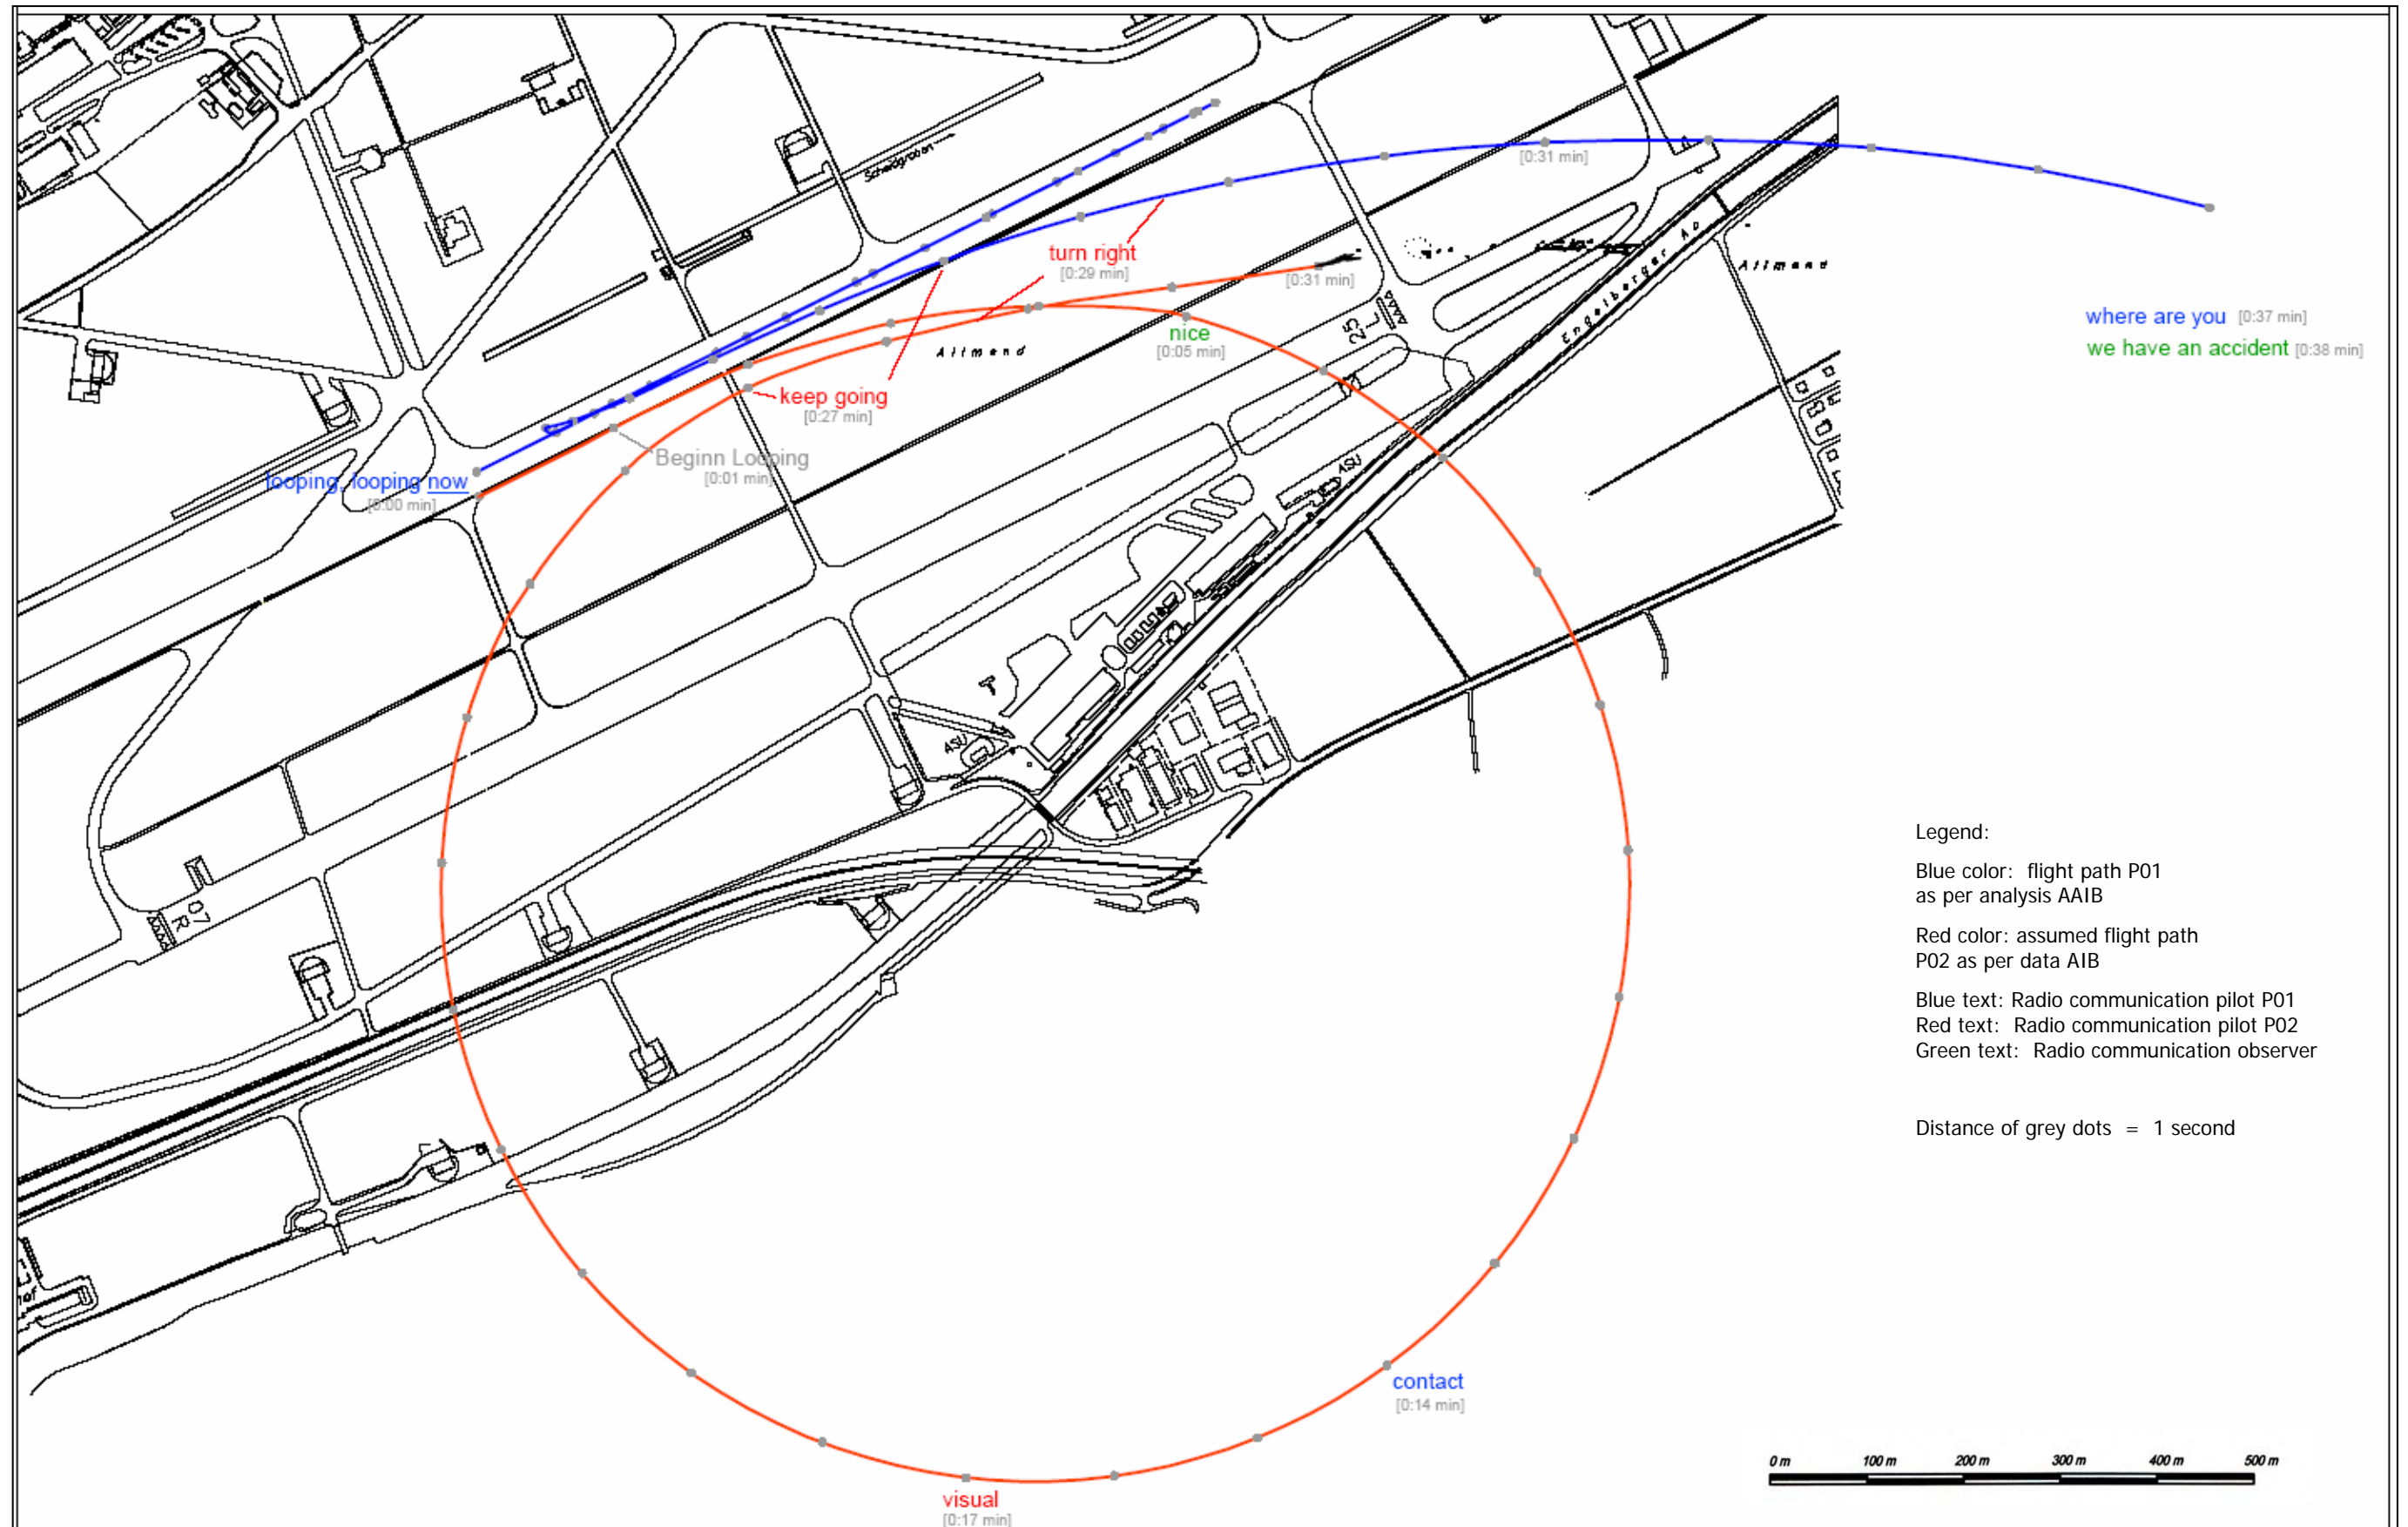 Schießgraben
turn right
[0:29 min]
[0:31 min]
[0:31 min]
Allmend
Engelberger AA
where are you [0:37 min]
we have an accident [0:38 min]
nice
[0:05 min]
25
L
Allmend
keep going
[0:27 min]
Beginn Looping
[0:01 min]
looping, looping now
[0:00 min]
ASU
ASU
07
R
Legend:
Blue color: flight path P01
as per analysis AAIB
Red color: assumed flight path
P02 as per data AIB
Blue text: Radio communication pilot P01
Red text: Radio communication pilot P02
Green text: Radio communication observer
Distance of grey dots = 1 second
contact
[0:14 min]
visual
[0:17 min]
0 m 100 m 200 m 300 m 400 m 500 m